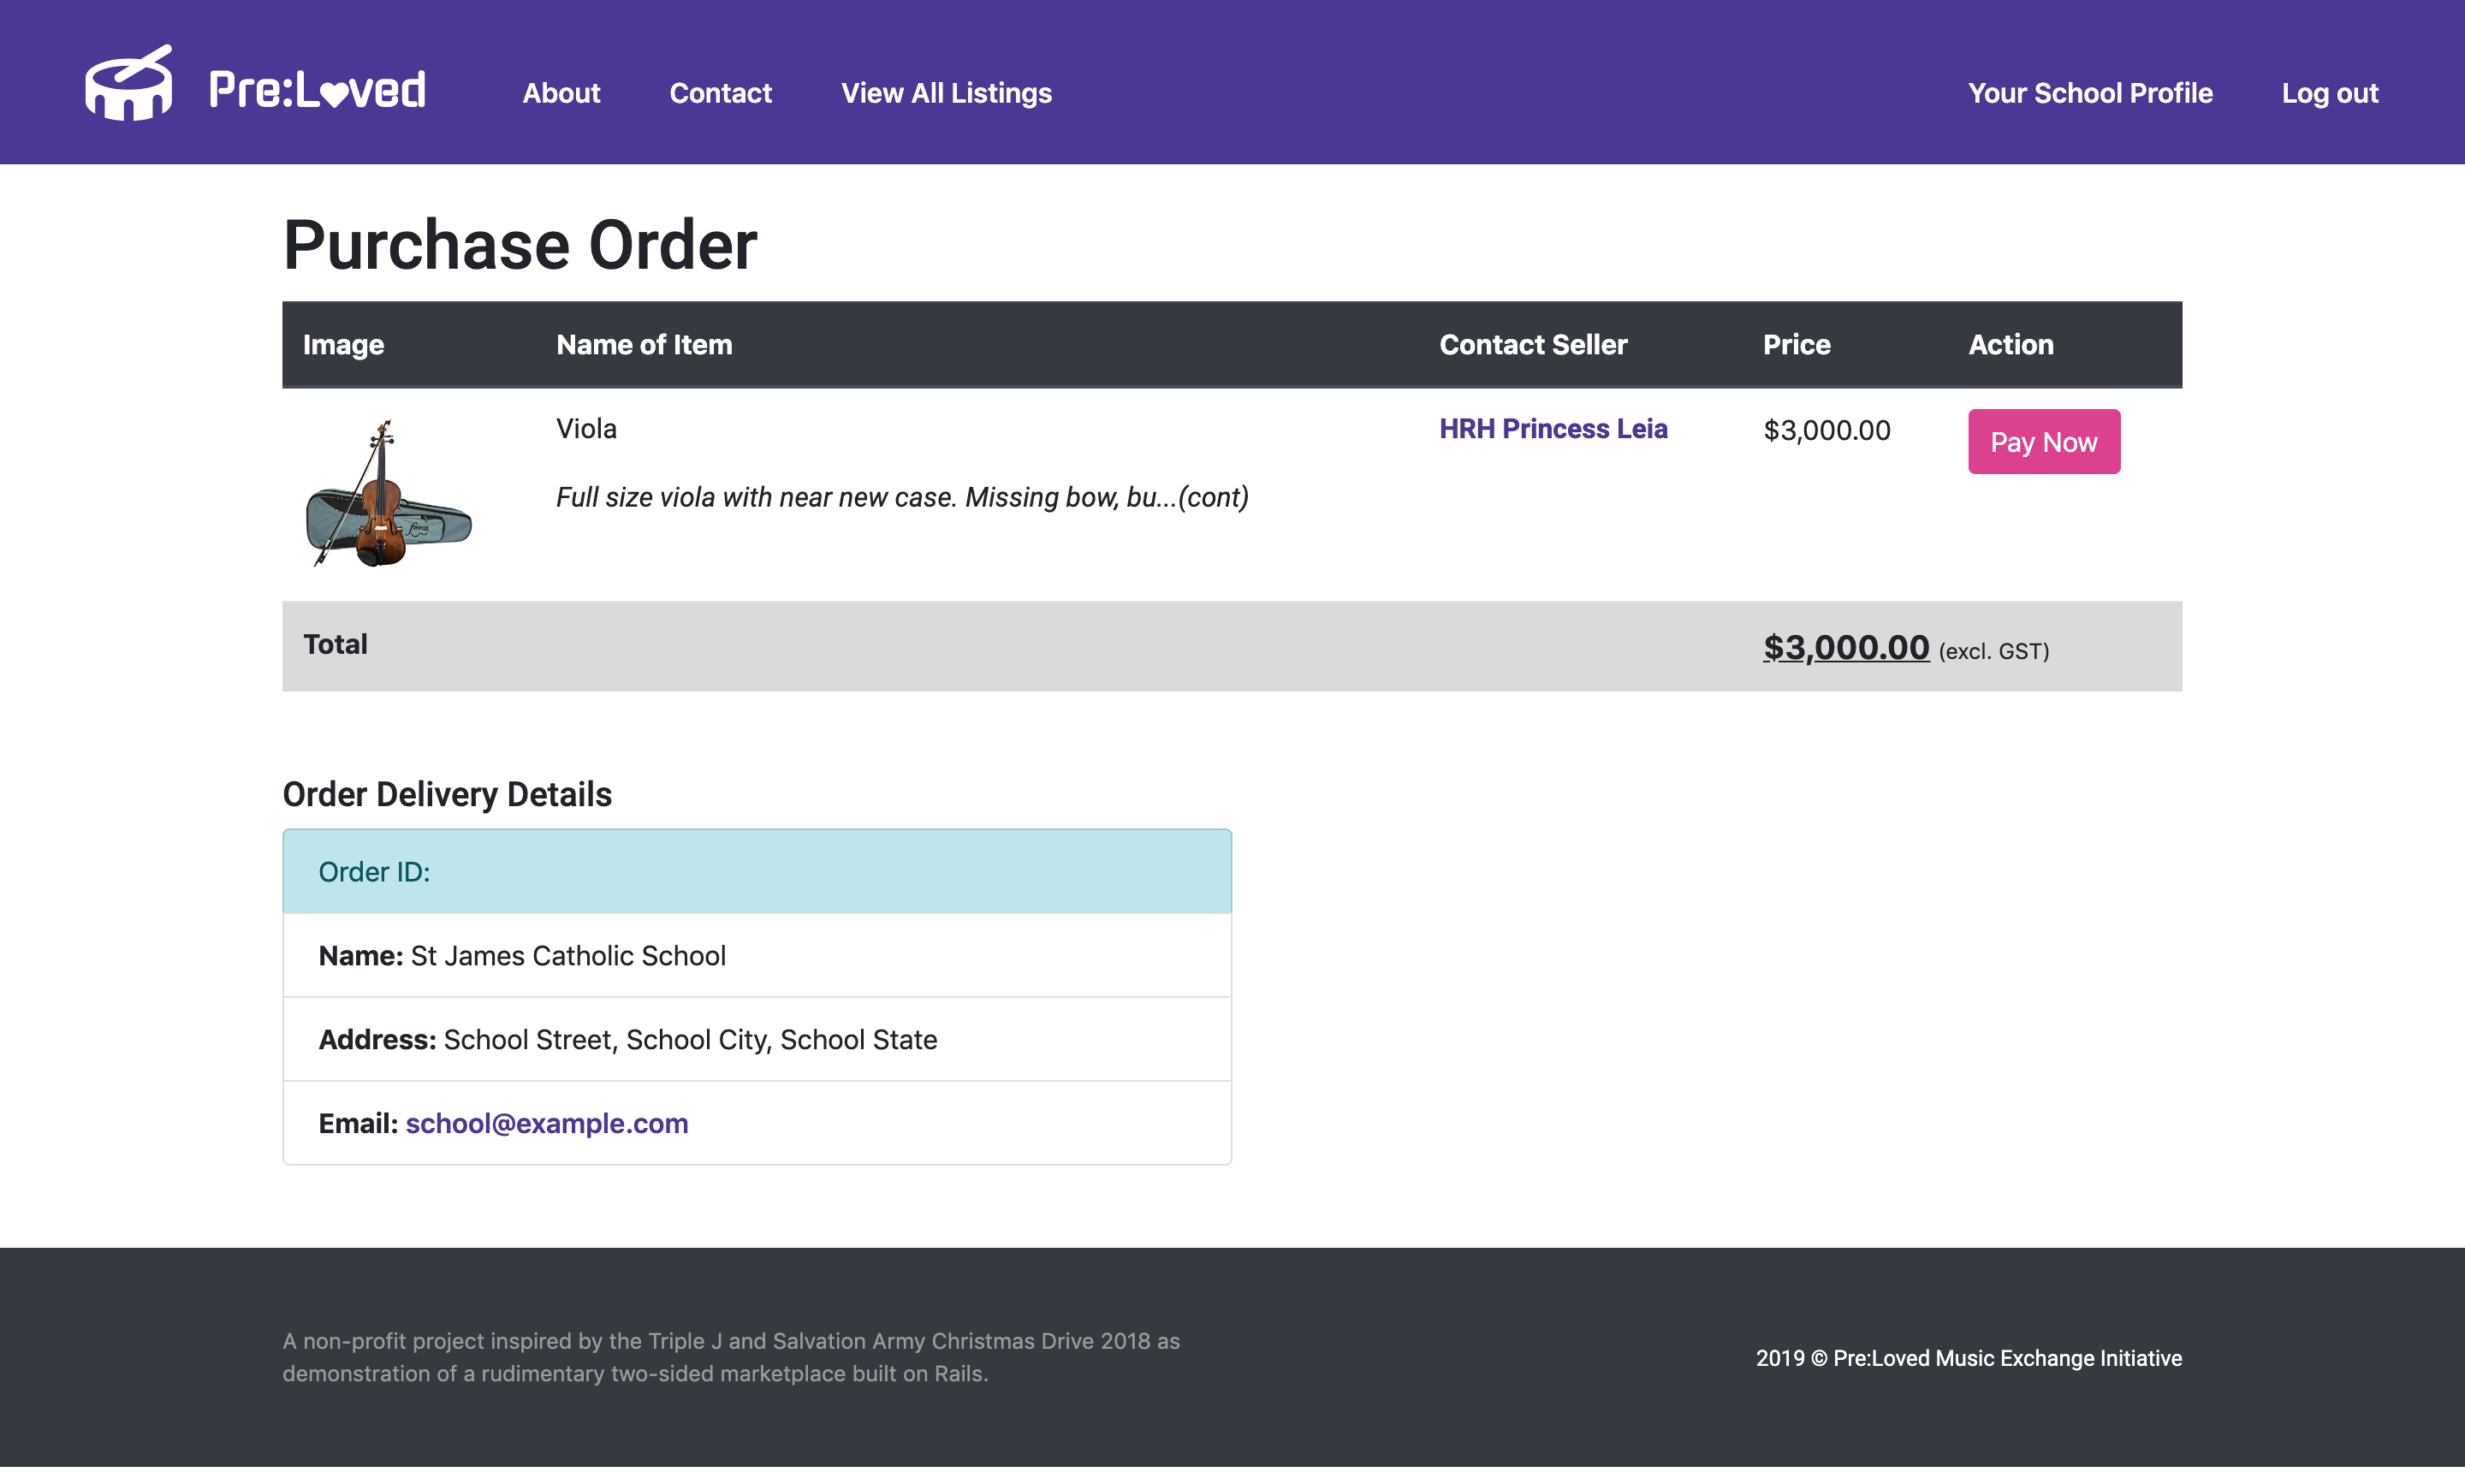 Pre:Loved
About
Contact
View All Listings
Your School Profile
Log out
Purchase Order
Image
Name of Item
Contact Seller
Price
Action
Viola
HRH Princess Leia
$3,000.00
Pay Now
Full size viola with near new case. Missing bow, bu...(cont)
Total
$3,000.00 (excl. GST)
Order Delivery Details
Order ID:
Name: St James Catholic School
Address: School Street, School City, School State
Email: school@example.com
A non-profit project inspired by the Triple J and Salvation Army Christmas Drive 2018 as
demonstration of a rudimentary two-sided marketplace built on Rails.
2019 © Pre:Loved Music Exchange Initiative